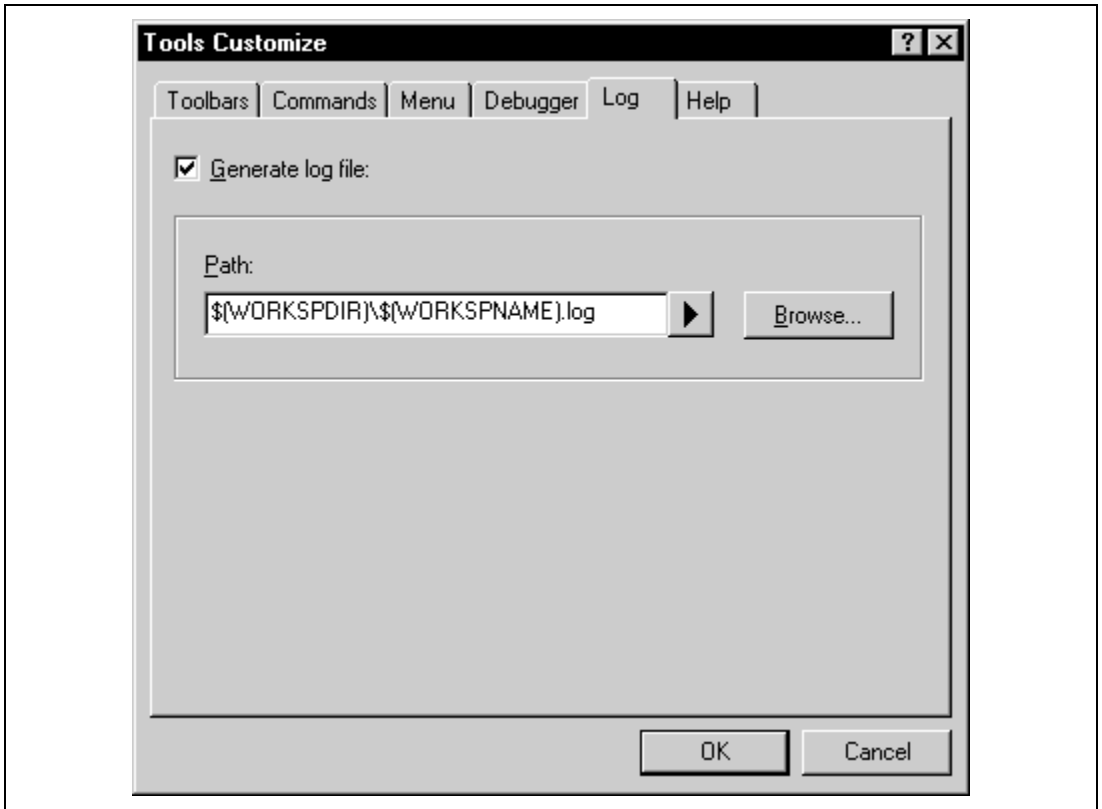 Tools Customize
Toolbars Commands Menu Debugger Log Help
Generate log file:
Path:
$(WORKSPDIR)\$(WORKSPNAME).log Browse...
OK Cancel